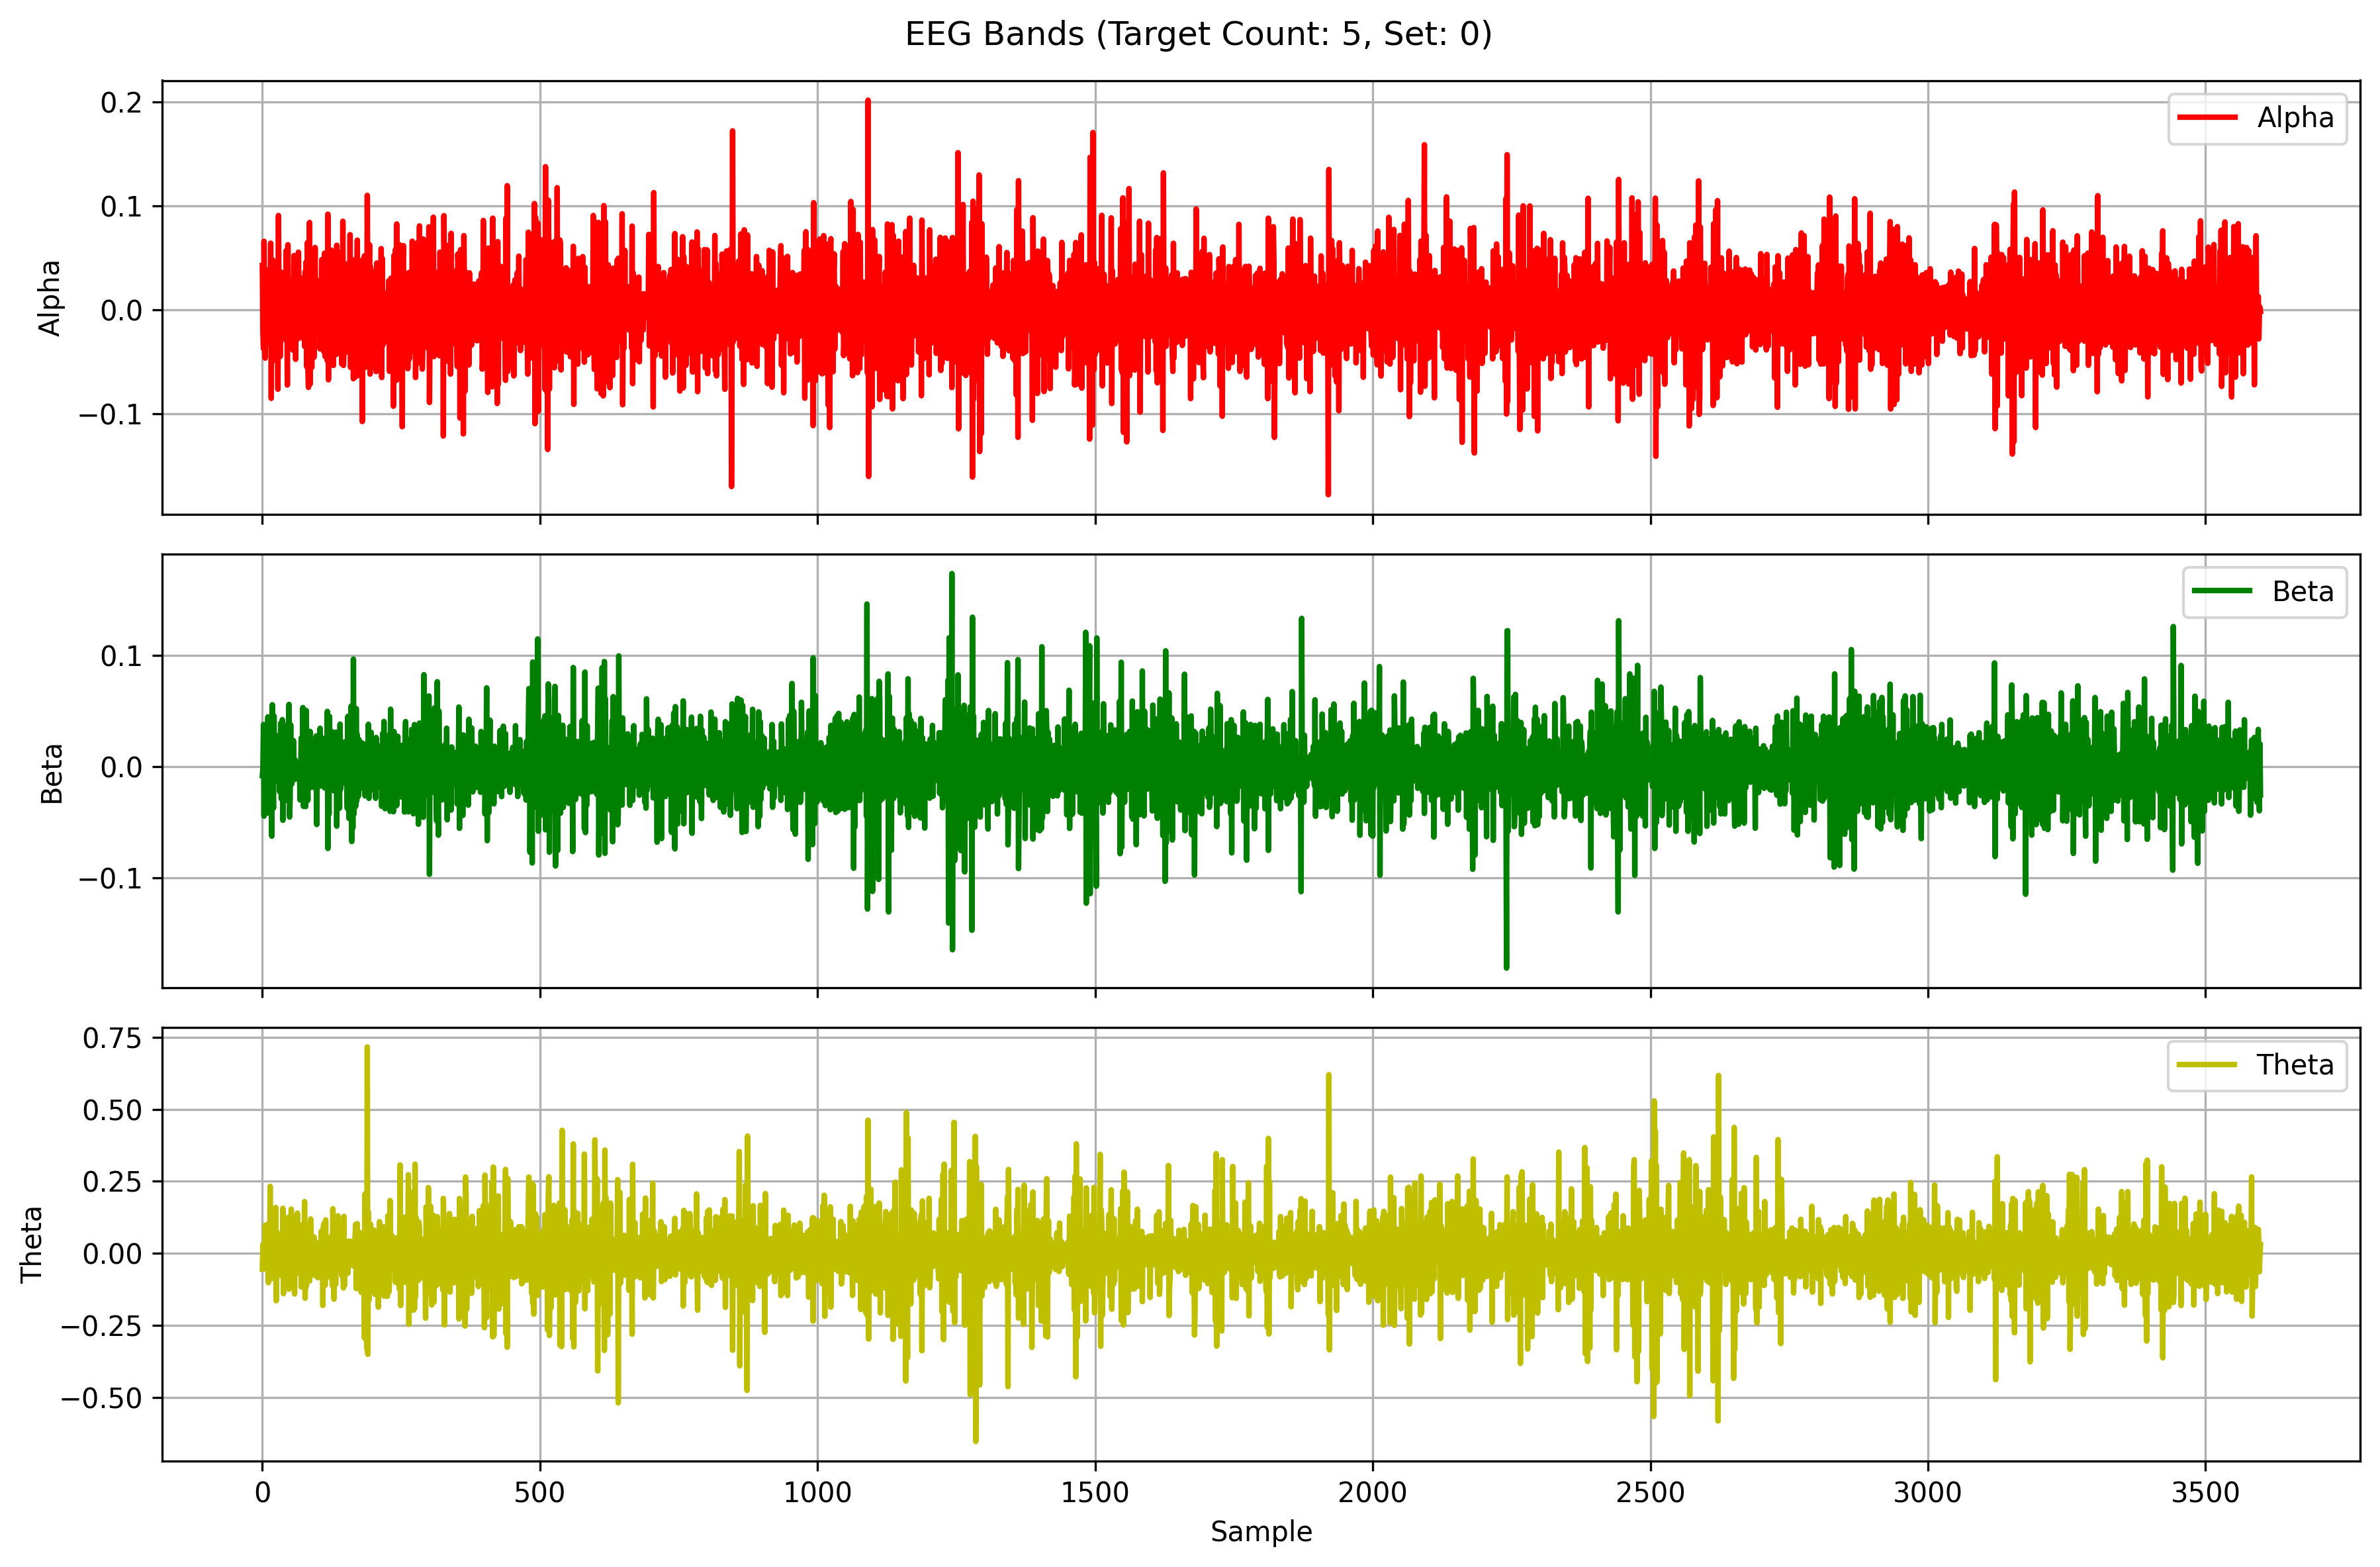 EEG Bands (Target Count: 5, Set: 0)
0.2
0.1
0.0
−0.1
Alpha
Alpha
0.1
0.0
−0.1
Beta
Beta
0.75
0.50
0.25
0.00
−0.25
−0.50
Theta
Theta
0 500 1000 1500 2000 2500 3000 3500
Sample